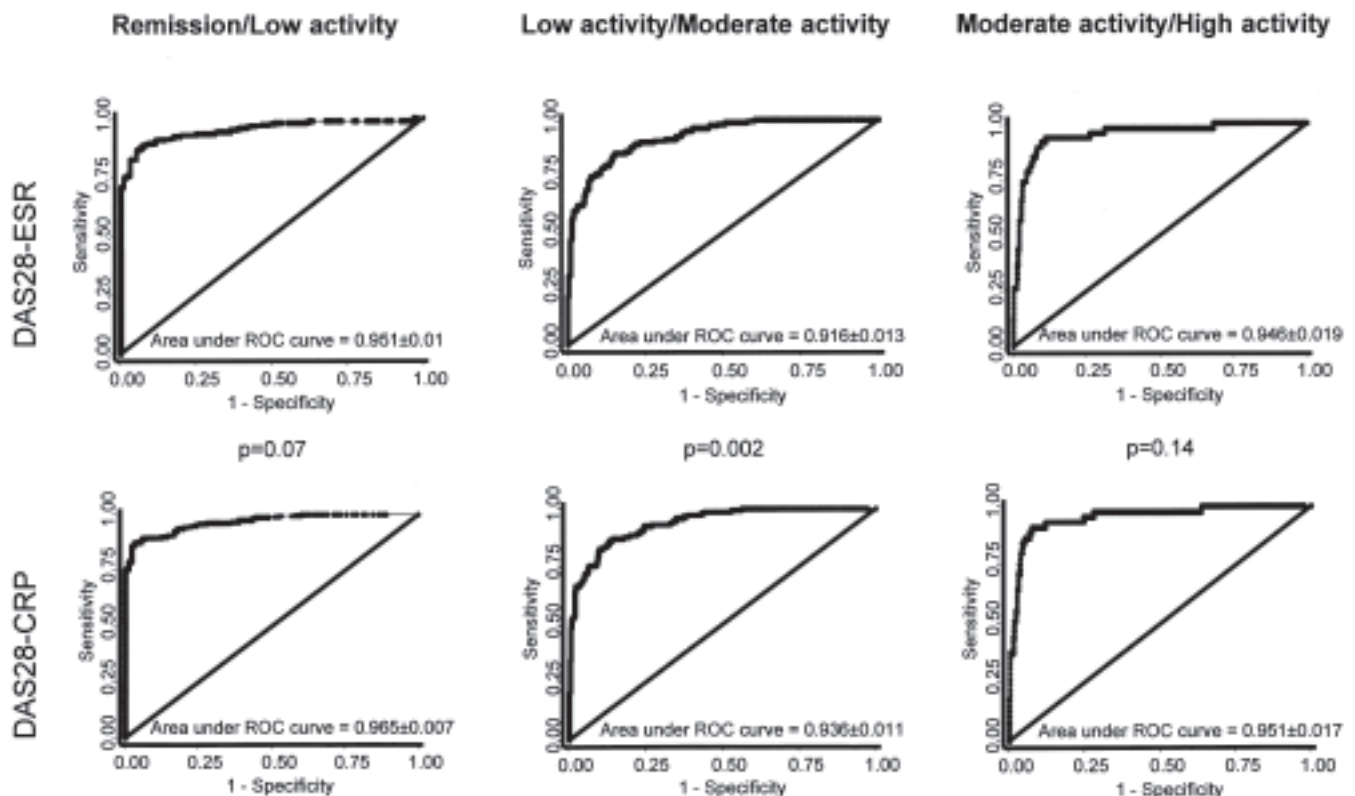 Remission/Low activity
Low activity/Moderate activity
Moderate activity/High activity
DAS28-ESR
Sensitivity
0.00 0.25 0.50 0.75 1.00
Area under ROC curve = 0.951±0.01
0.00 0.25 0.50 0.75 1.00
1 - Specificity
Sensitivity
0.00 0.25 0.50 0.75 1.00
Area under ROC curve = 0.916±0.013
0.00 0.25 0.50 0.75 1.00
1 - Specificity
Sensitivity
0.00 0.25 0.50 0.75 1.00
Area under ROC curve = 0.946±0.019
0.00 0.25 0.50 0.75 1.00
1 - Specificity
p=0.07
p=0.002
p=0.14
DAS28-CRP
Sensitivity
0.00 0.25 0.50 0.75 1.00
Area under ROC curve = 0.965±0.007
0.00 0.25 0.50 0.75 1.00
1 - Specificity
Sensitivity
0.00 0.25 0.50 0.75 1.00
Area under ROC curve = 0.936±0.011
0.00 0.25 0.50 0.75 1.00
1 - Specificity
Sensitivity
0.00 0.25 0.50 0.75 1.00
Area under ROC curve = 0.951±0.017
0.00 0.25 0.50 0.75 1.00
1 - Specificity